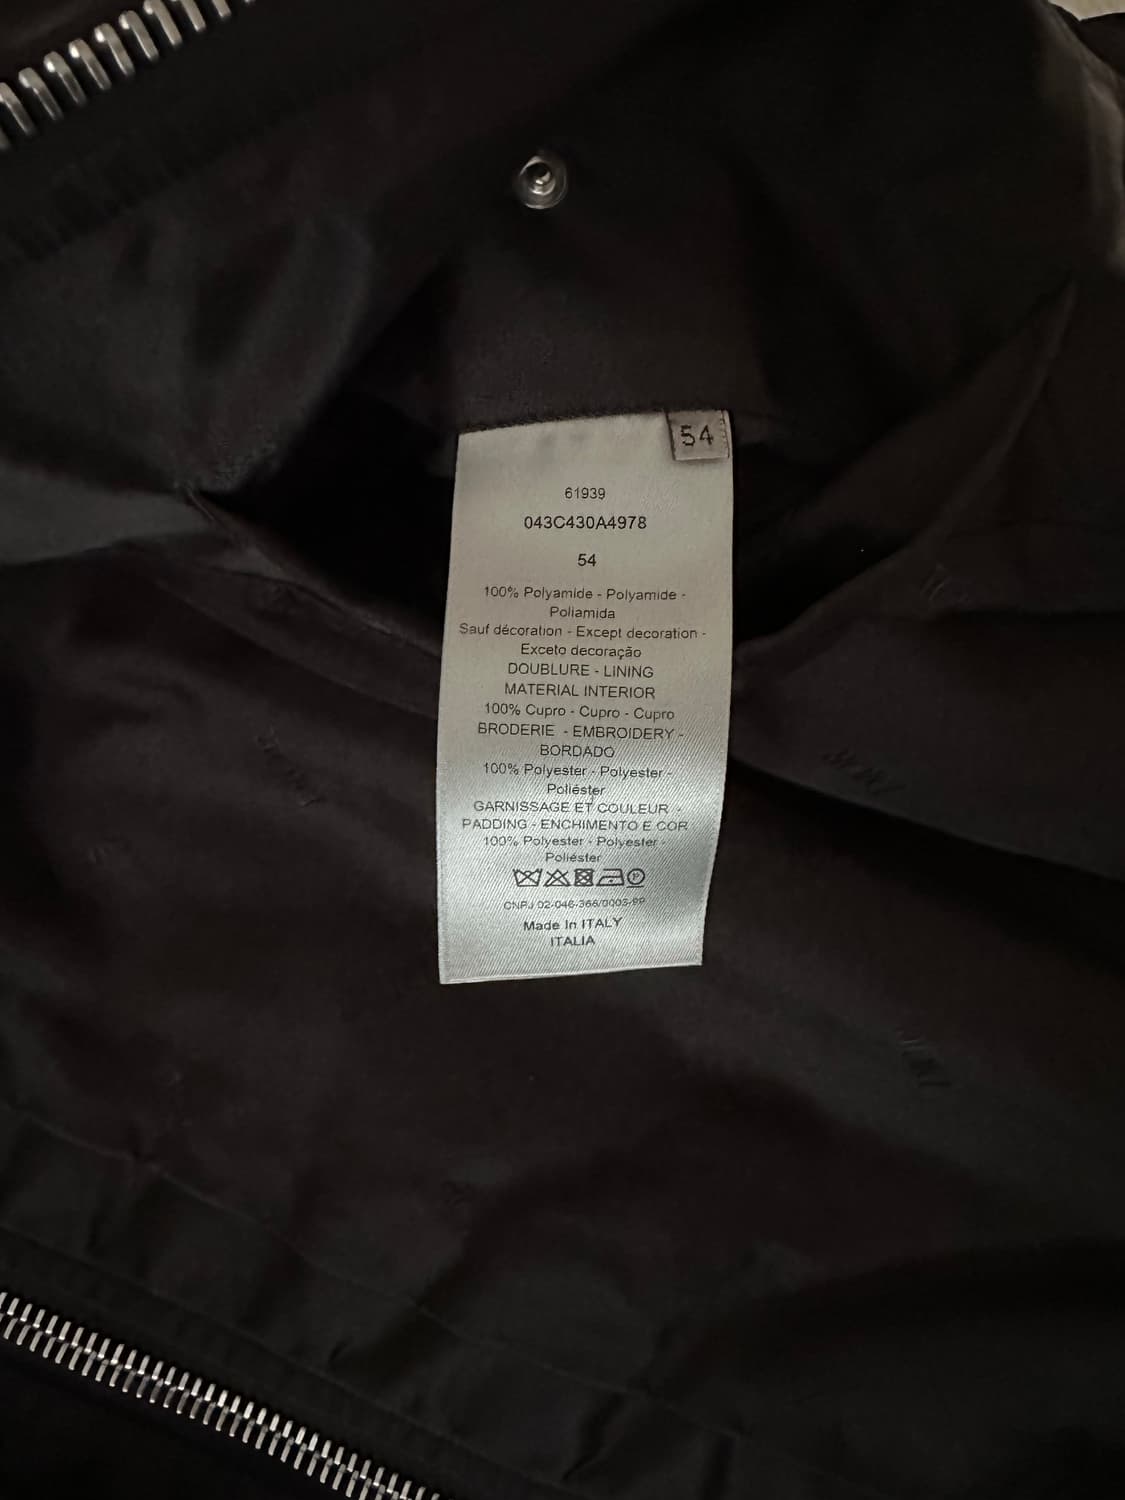 54
61939
043C430A4978
54
100% Polyamide - Polyamide -
Poliamida
Sauf décoration - Except decoration -
Exceto decoração
DOUBLURE - LINING
MATERIAL INTERIOR
100% Cupro - Cupro - Cupro
BRODERIE - EMBROIDERY -
BORDADO
100% Polyester - Polyester -
Poliéster
GARNISSAGE ET COULEUR -
PADDING - ENCHIMENTO E COR
100% Polyester - Polyester -
Poliéster
P
CNPJ
Made In ITALY
ITALIA